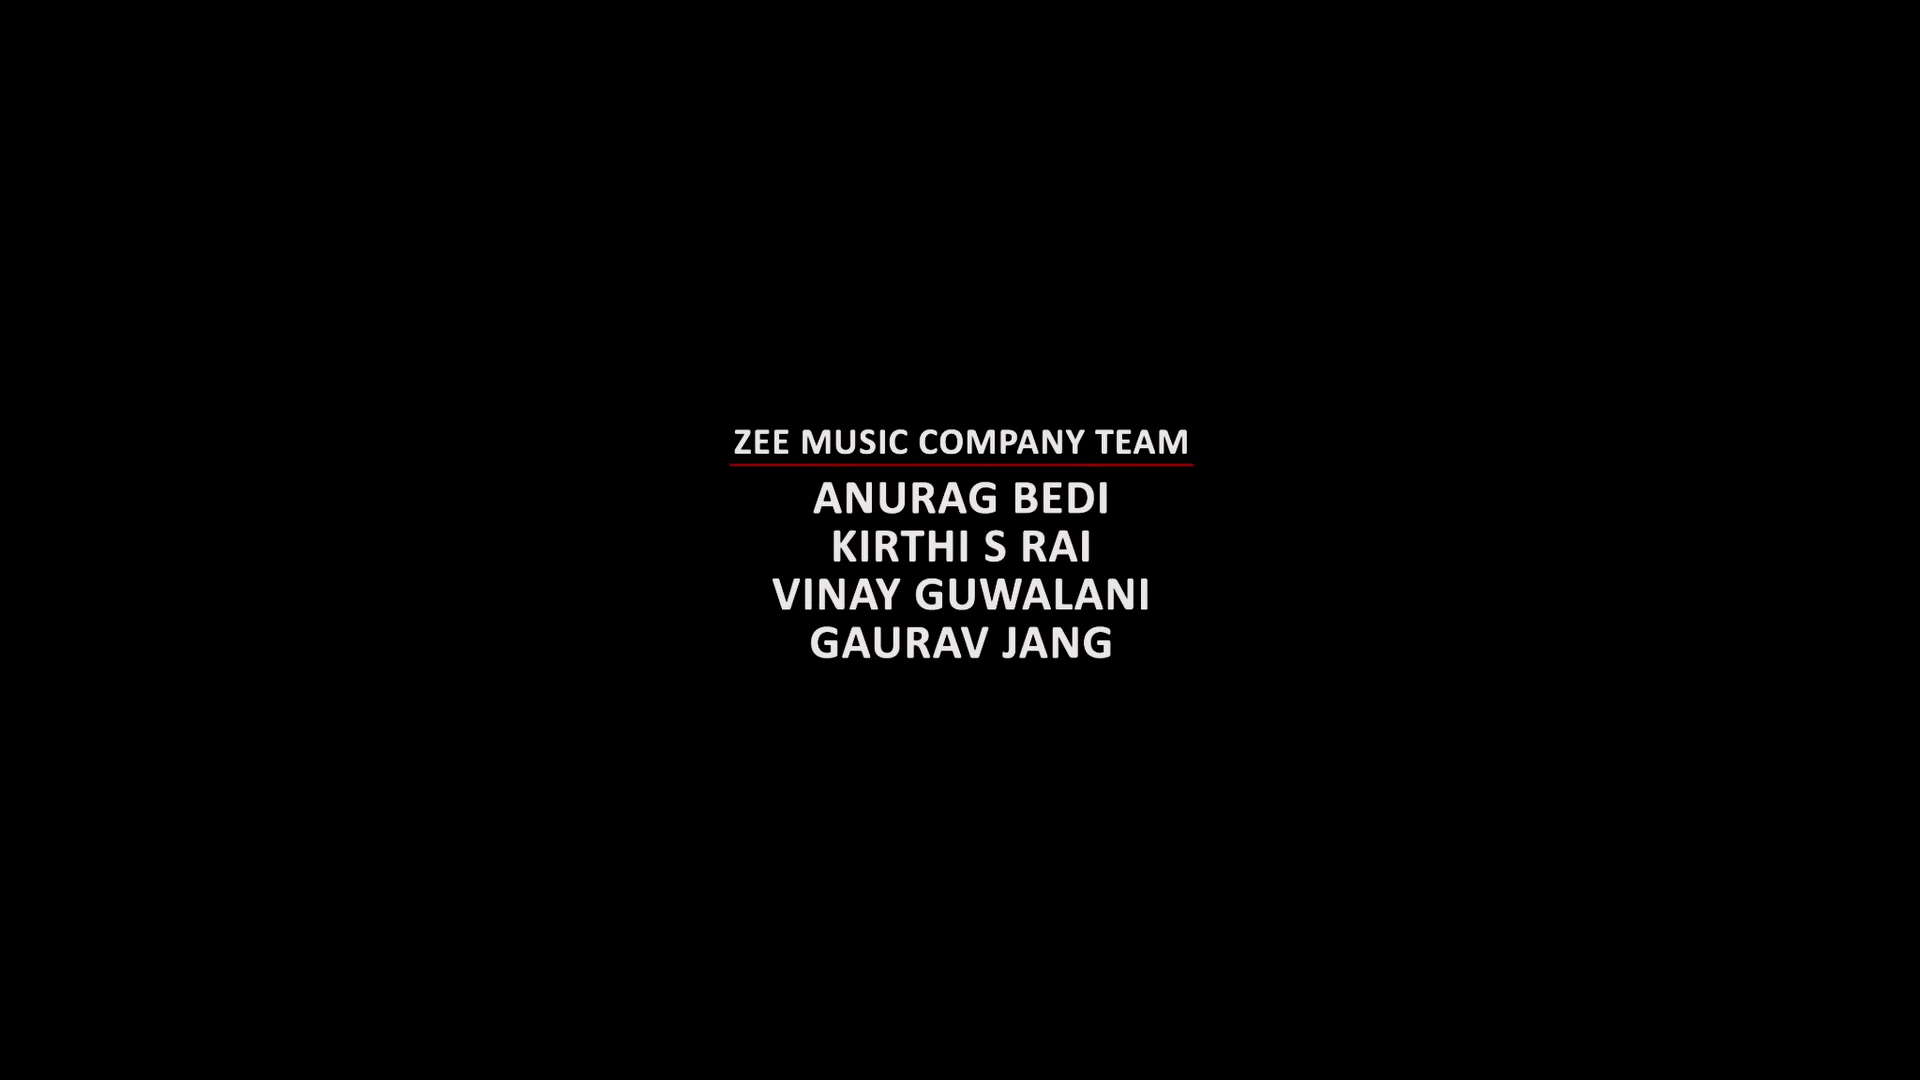 ZEE MUSIC COMPANY TEAM
ANURAG BEDI
KIRTHI S RAI
VINAY GUWALANI
GAURAV JANG